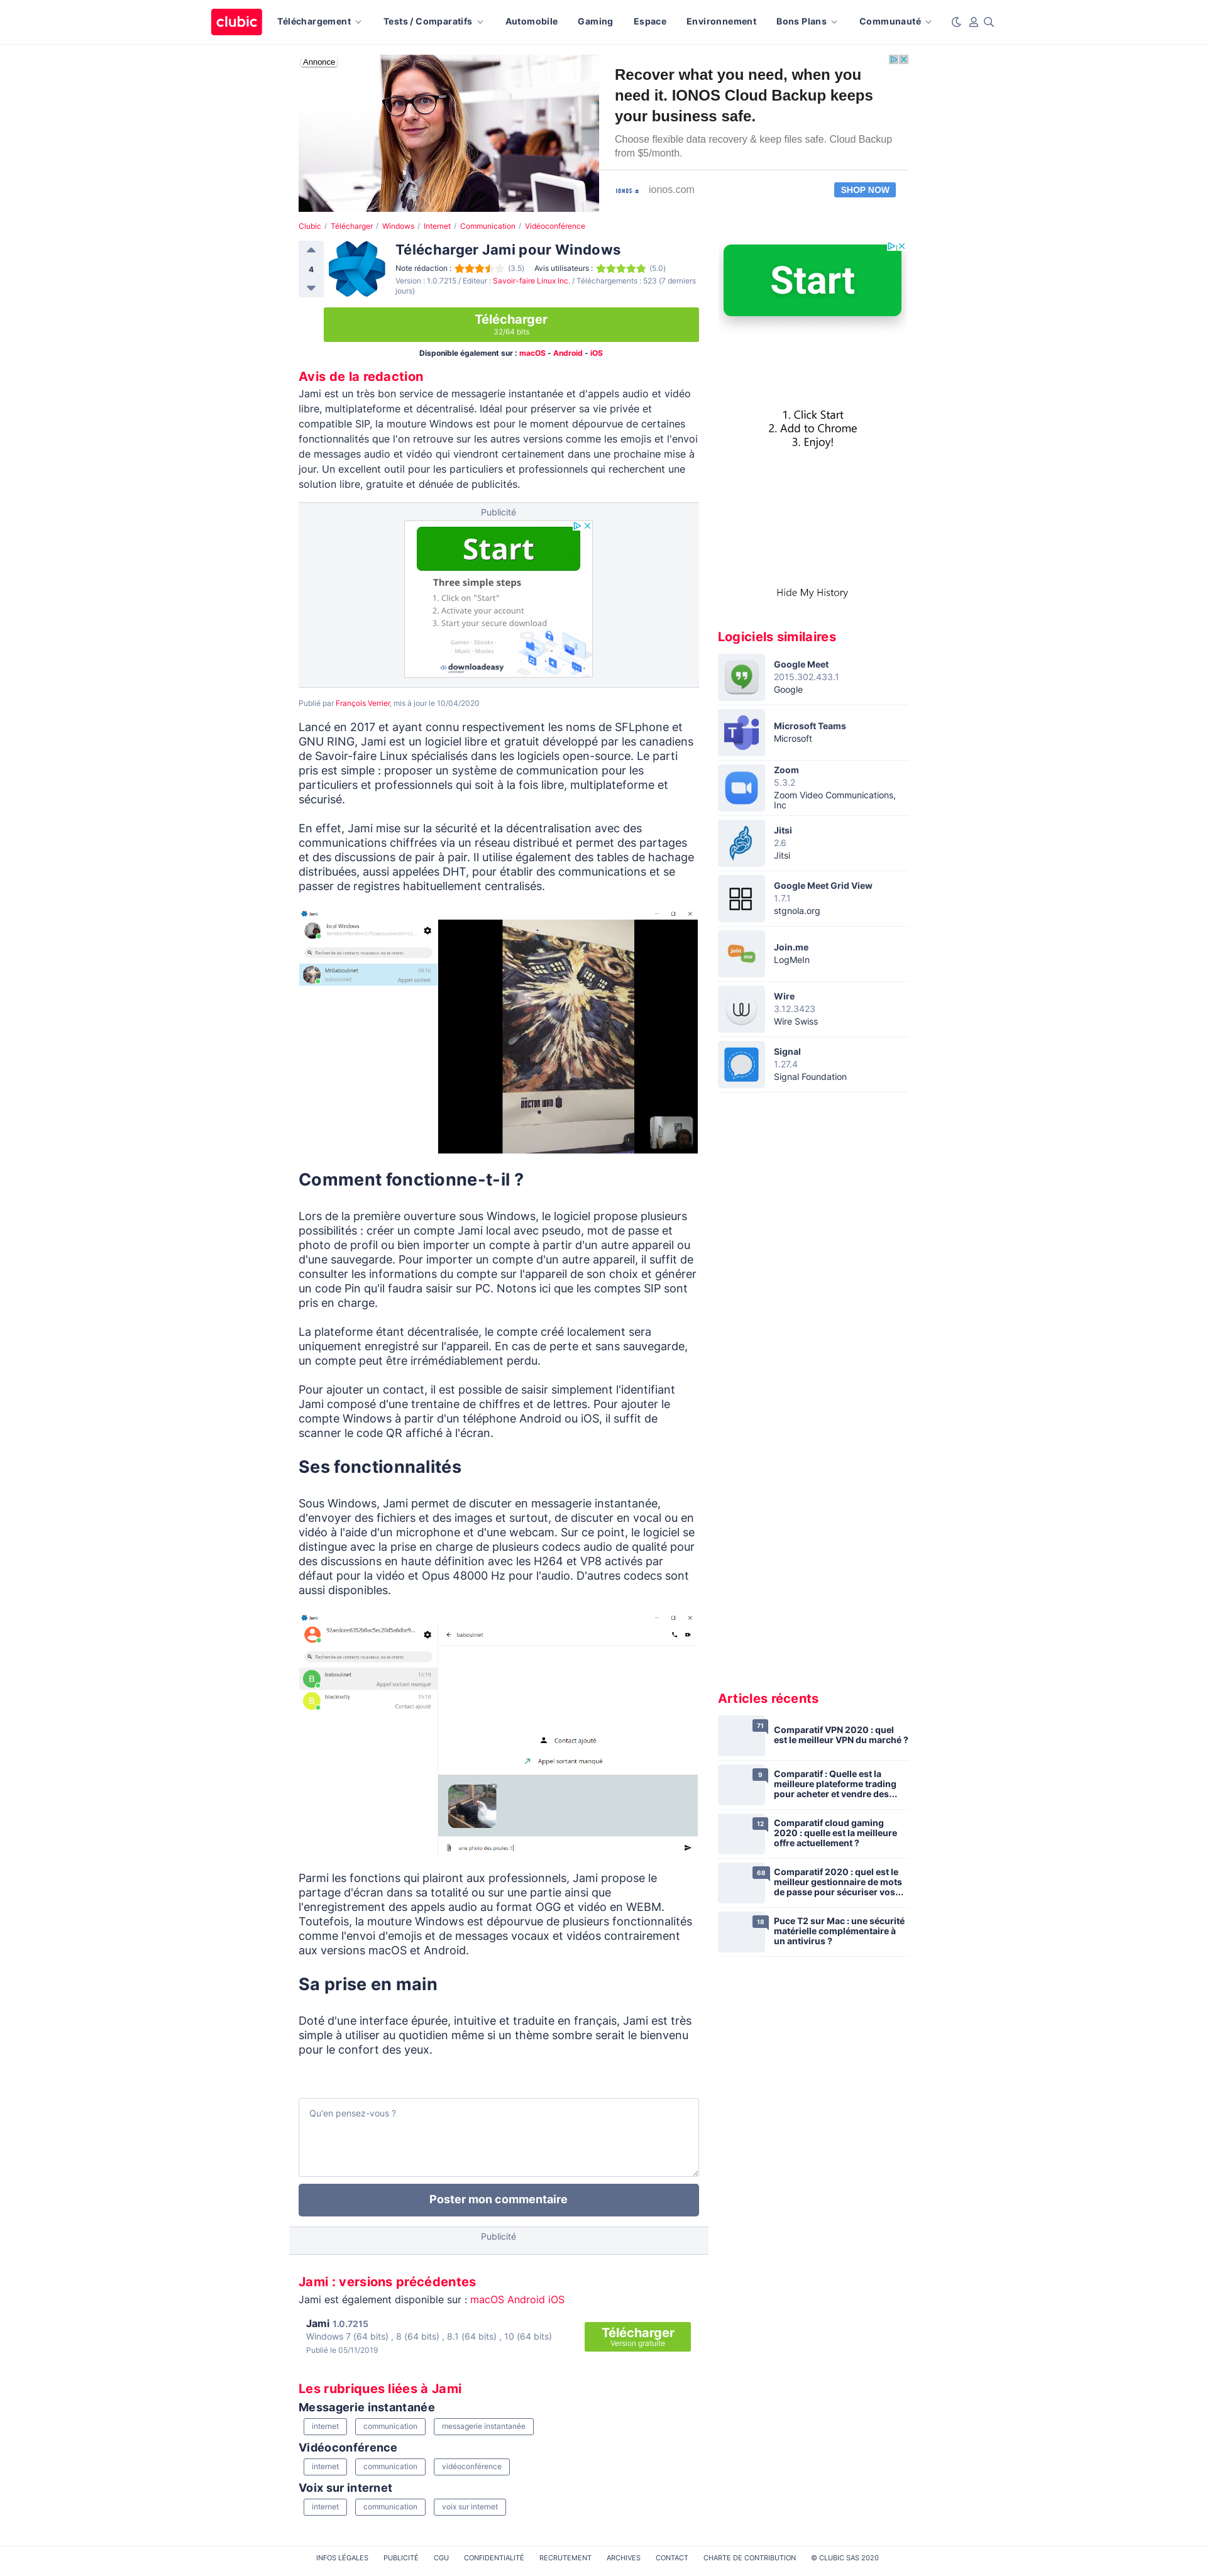 clubic
Téléchargement
Tests / Comparatifs
Automobile
Gaming
Espace
Environnement
Bons Plans
Communauté
Annonce
Recover what you need, when you
need it. IONOS Cloud Backup keeps
your business safe.
Choose flexible data recovery & keep files safe. Cloud Backup
from $5/month.
IONOS
ionos.com
SHOP NOW
Clubic / Télécharger / Windows / Internet / Communication / Vidéoconférence
4
Télécharger Jami pour Windows
Note rédaction : (3.5) Avis utilisateurs : (5.0)
Version : 1.0.7215 / Editeur : Savoir-faire Linux Inc. / Téléchargements : 523 (7 derniers
jours)
Télécharger
32/64 bits
Disponible également sur : macOS - Android - iOS
Avis de la redaction
Jami est un très bon service de messagerie instantanée et d'appels audio et vidéo
libre, multiplateforme et décentralisé. Idéal pour préserver sa vie privée et
compatible SIP, la mouture Windows est pour le moment dépourvue de certaines
fonctionnalités que l'on retrouve sur les autres versions comme les emojis et l'envoi
de messages audio et vidéo qui viendront certainement dans une prochaine mise à
jour. Un excellent outil pour les particuliers et professionnels qui recherchent une
solution libre, gratuite et dénuée de publicités.
Publicité
Start
Three simple steps
1. Click on "Start"
2. Activate your account
3. Start your secure download
Games - Ebooks -
Music - Movies
downloadeasy
Publié par François Verrier, mis à jour le 10/04/2020
Lancé en 2017 et ayant connu respectivement les noms de SFLphone et
GNU RING, Jami est un logiciel libre et gratuit développé par les canadiens
de Savoir-faire Linux spécialisés dans les logiciels open-source. Le parti
pris est simple : proposer un système de communication pour les
particuliers et professionnels qui soit à la fois libre, multiplateforme et
sécurisé.
En effet, Jami mise sur la sécurité et la décentralisation avec des
communications chiffrées via un réseau distribué et permet des partages
et des discussions de pair à pair. Il utilise également des tables de hachage
distribuées, aussi appelées DHT, pour établir des communications et se
passer de registres habituellement centralisés.
Jami
local Windows
Recherche de contacts nouveaux ou existants
MrBaboulinet
baboulinet
Appel sortant
DOCTOR WHO
Comment fonctionne-t-il ?
Lors de la première ouverture sous Windows, le logiciel propose plusieurs
possibilités : créer un compte Jami local avec pseudo, mot de passe et
photo de profil ou bien importer un compte à partir d'un autre appareil ou
d'une sauvegarde. Pour importer un compte d'un autre appareil, il suffit de
consulter les informations du compte sur l'appareil de son choix et générer
un code Pin qu'il faudra saisir sur PC. Notons ici que les comptes SIP sont
pris en charge.
La plateforme étant décentralisée, le compte créé localement sera
uniquement enregistré sur l'appareil. En cas de perte et sans sauvegarde,
un compte peut être irrémédiablement perdu.
Pour ajouter un contact, il est possible de saisir simplement l'identifiant
Jami composé d'une trentaine de chiffres et de lettres. Pour ajouter le
compte Windows à partir d'un téléphone Android ou iOS, il suffit de
scanner le code QR affiché à l'écran.
Ses fonctionnalités
Sous Windows, Jami permet de discuter en messagerie instantanée,
d'envoyer des fichiers et des images et surtout, de discuter en vocal ou en
vidéo à l'aide d'un microphone et d'une webcam. Sur ce point, le logiciel se
distingue avec la prise en charge de plusieurs codecs audio de qualité pour
des discussions en haute définition avec les H264 et VP8 activés par
défaut pour la vidéo et Opus 48000 Hz pour l'audio. D'autres codecs sont
aussi disponibles.
Jami
Recherche de contacts nouveaux ou existants
B
baboulinet
15:19
Appel sortant manqué
B
blacknally
15:18
Contact ajouté
baboulinet
Contact ajouté
Appel sortant manqué
une photo des poules !
Parmi les fonctions qui plairont aux professionnels, Jami propose le
partage d'écran dans sa totalité ou sur une partie ainsi que
l'enregistrement des appels audio au format OGG et vidéo en WEBM.
Toutefois, la mouture Windows est dépourvue de plusieurs fonctionnalités
comme l'envoi d'emojis et de messages vocaux et vidéos contrairement
aux versions macOS et Android.
Sa prise en main
Doté d'une interface épurée, intuitive et traduite en français, Jami est très
simple à utiliser au quotidien même si un thème sombre serait le bienvenu
pour le confort des yeux.
Qu'en pensez-vous ?
Poster mon commentaire
Publicité
Jami : versions précédentes
Jami est également disponible sur : macOS Android iOS
Jami 1.0.7215
Windows 7 (64 bits) , 8 (64 bits) , 8.1 (64 bits) , 10 (64 bits)
Publié le 05/11/2019
Télécharger
Version gratuite
Les rubriques liées à Jami
Messagerie instantanée
internet communication messagerie instantanée
Vidéoconférence
internet communication vidéoconférence
Voix sur internet
internet communication voix sur internet
Start
1. Click Start
2. Add to Chrome
3. Enjoy!
Hide My History
Logiciels similaires
Google Meet
2015.302.433.1
Google
Microsoft Teams
Microsoft
Zoom
5.3.2
Zoom Video Communications,
Inc
Jitsi
2.6
Jitsi
Google Meet Grid View
1.7.1
stgnola.org
join me
Join.me
LogMeIn
Wire
3.12.3423
Wire Swiss
Signal
1.27.4
Signal Foundation
Articles récents
71
Comparatif VPN 2020 : quel
est le meilleur VPN du marché ?
9
Comparatif : Quelle est la
meilleure plateforme trading
pour acheter et vendre des...
12
Comparatif cloud gaming
2020 : quelle est la meilleure
offre actuellement ?
68
Comparatif 2020 : quel est le
meilleur gestionnaire de mots
de passe pour sécuriser vos...
18
Puce T2 sur Mac : une sécurité
matérielle complémentaire à
un antivirus ?
INFOS LÉGALES PUBLICITÉ CGU CONFIDENTIALITÉ RECRUTEMENT ARCHIVES CONTACT CHARTE DE CONTRIBUTION © CLUBIC SAS 2020